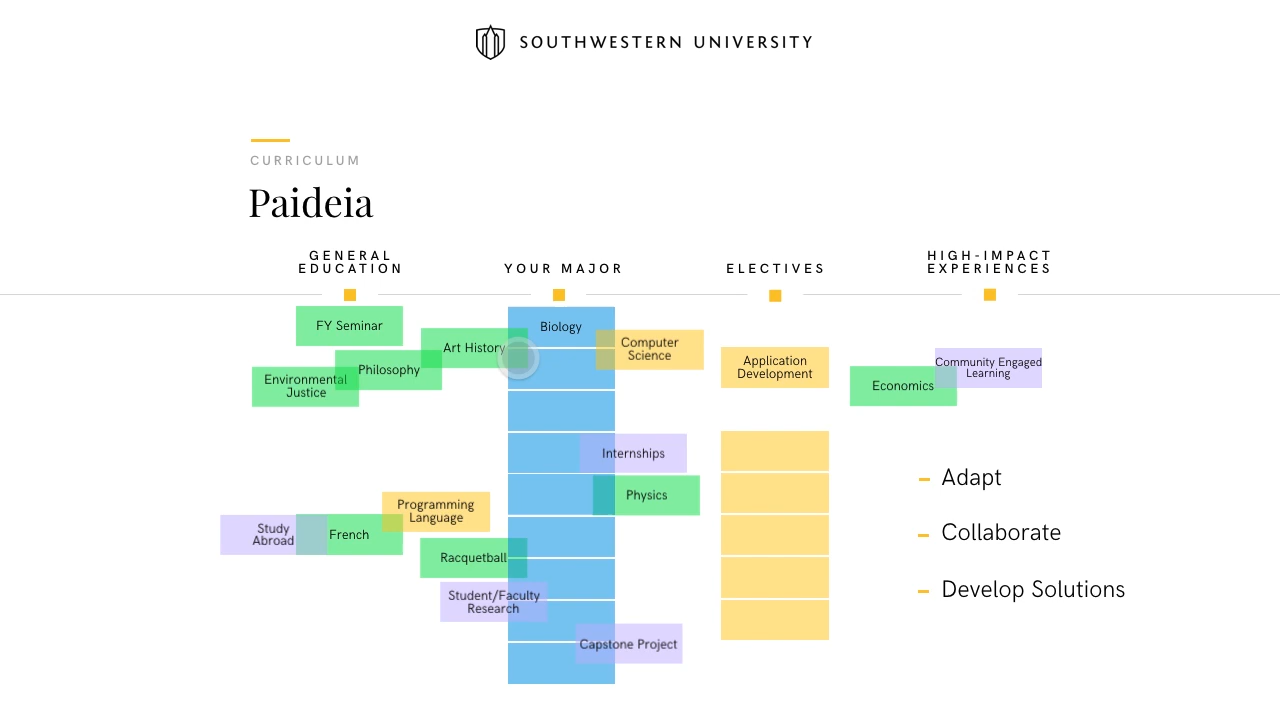 SOUTHWESTERN UNIVERSITY
CURRICULUM
Paideia
GENERAL
EDUCATION
YOUR MAJOR
ELECTIVES
HIGH-IMPACT
EXPERIENCES
FY Seminar
Art History
Philosophy
Environmental
Justice
Biology
Computer
Science
Application
Development
Community Engaged
Learning
Economics
Internships
Physics
Programming
Language
Study
Abroad
French
Racquetball
Student/Faculty
Research
Capstone Project
Adapt
Collaborate
Develop Solutions